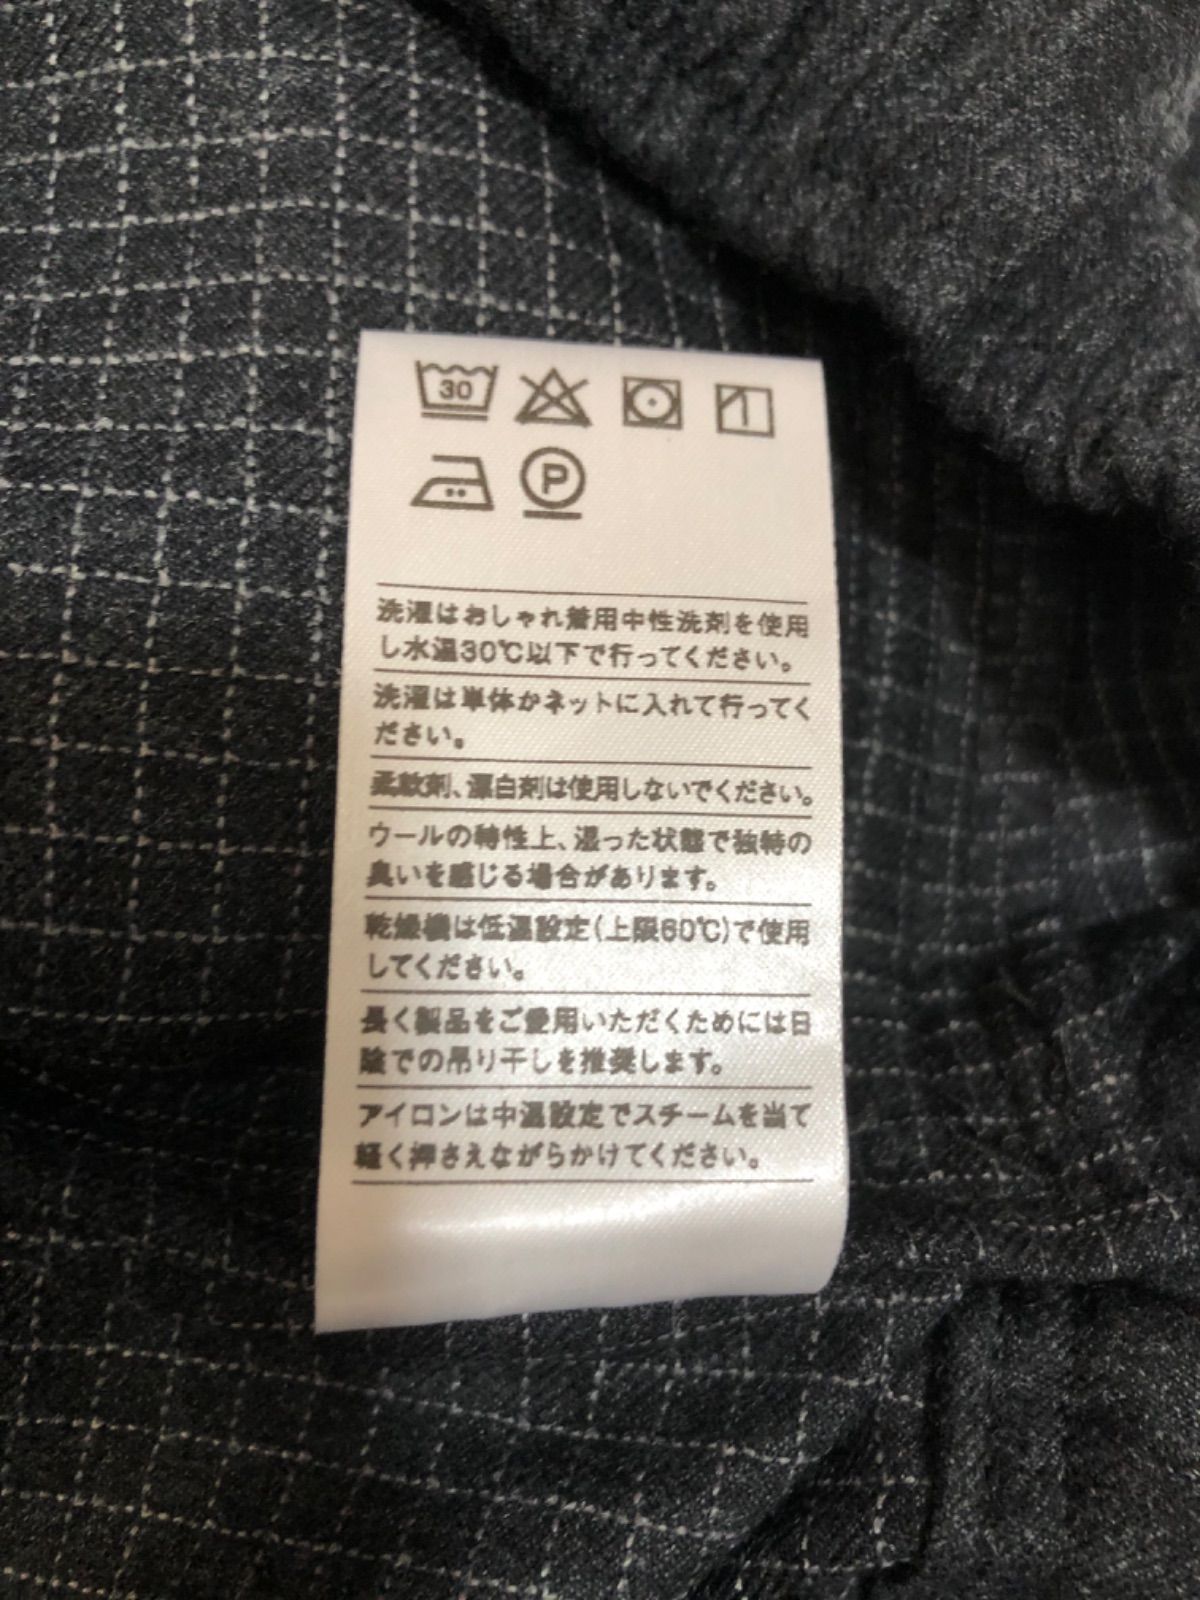 30
P
洗濯はおしゃれ着用中性洗剤を使用
し水温30℃以下で行ってください。
洗濯は単体かネットに入れて行ってく
ださい。
柔軟剤、漂白剤は使用しないでください。
ウールの特性上、湿った状態で独特の
臭いを感じる場合があります。
乾燥機は低温設定(上限60℃)で使用
してください。
長く製品をご愛用いただくためには日
陰での吊り干しを推奨します。
アイロンは中温設定でスチームを当て
軽く押さえながらかけてください。